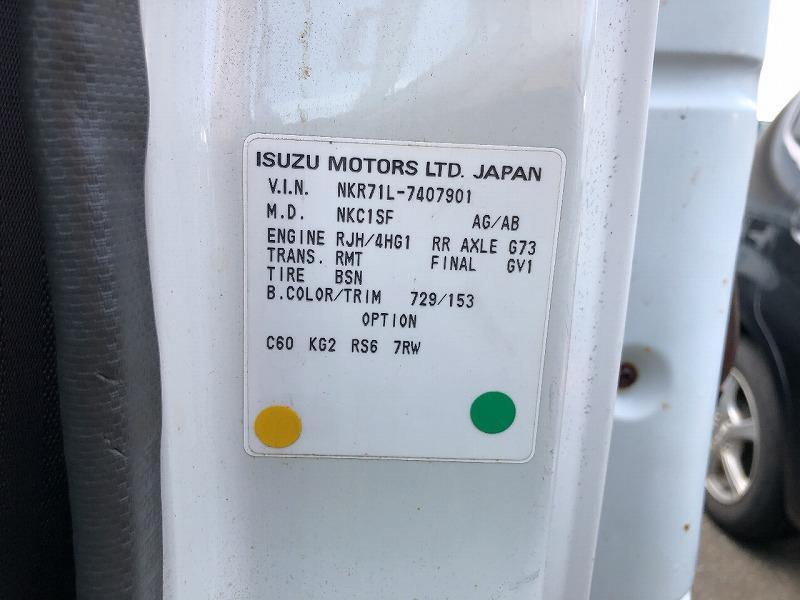 ISUZU MOTORS LTD. JAPAN
V.I.N. NKR71L-7407901
M.D. NKC1SF AG/AB
ENGINE RJH/4HG1 RR AXLE G73
TRANS. RMT FINAL GV1
TIRE BSN
B.COLOR/TRIM 729/153
OPTION
C60 KG2 RS6 7RW